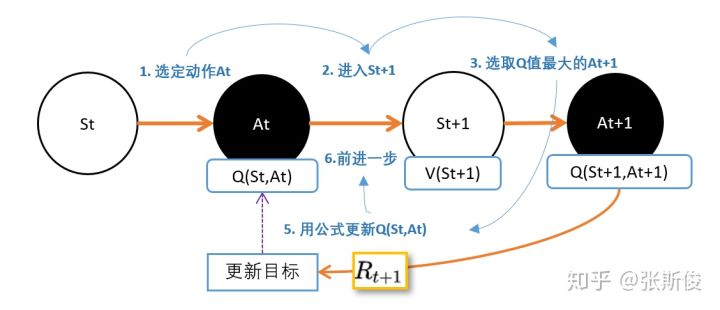 1. 选定动作At
2. 进入St+1
3. 选取Q值最大的At+1
St
At
St+1
At+1
Q(St,At)
6.前进一步
V(St+1)
Q(St+1,At+1)
5. 用公式更新Q(St,At)
更新目标
R_{t+1}
知乎 @张斯俊